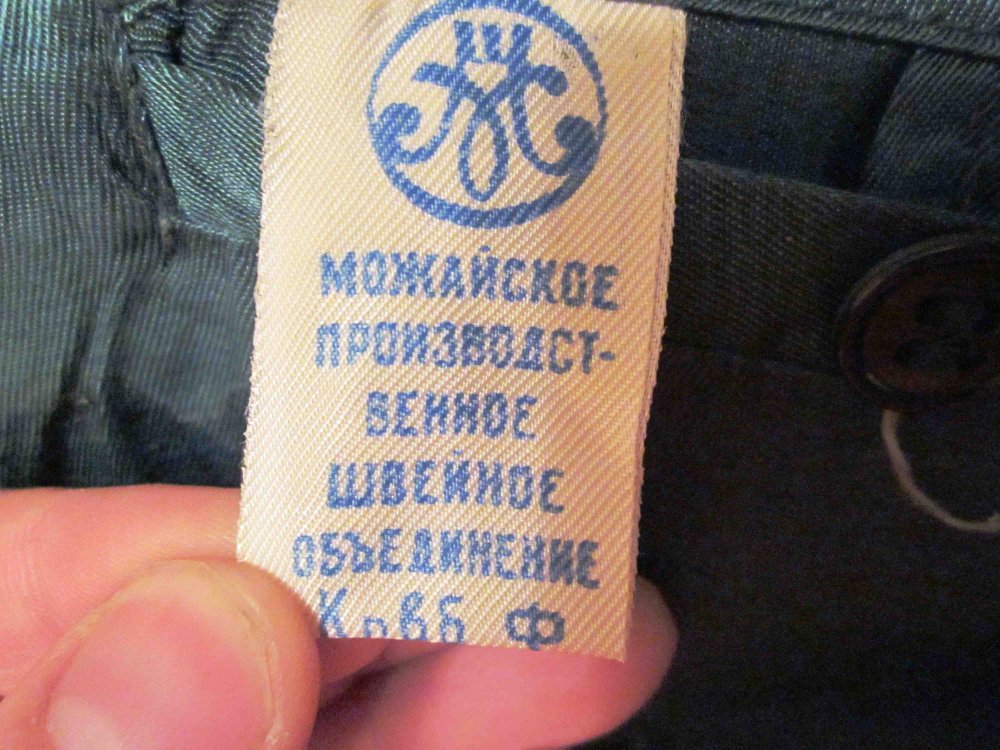 МОЖАЙСКОЕ
ПРОИЗВОДСТ-
ВЕННОЕ
ШВЕЙНОЕ
ОБЪЕДИНЕНИЕ
Ф